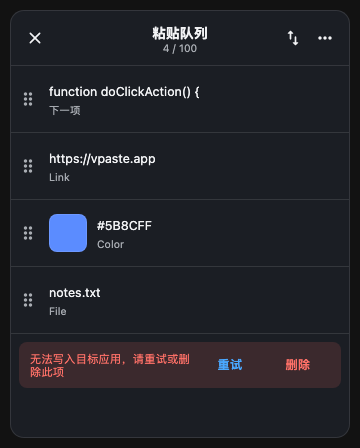 粘贴队列
4 / 100
function doClickAction() {
下一项
https://vpaste.app
Link
#5B8CFF
Color
notes.txt
File
无法写入目标应用，请重试或删
除此项
重试
删除